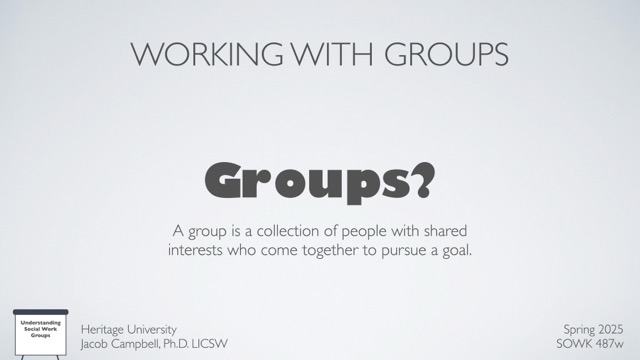 WORKING WITH GROUPS
Groups?
A group is a collection of people with shared
interests who come together to pursue a goal.
Understanding
Social Work
Groups
Heritage University
Jacob Campbell, Ph.D. LICSW
Spring 2025
SOWK 487w